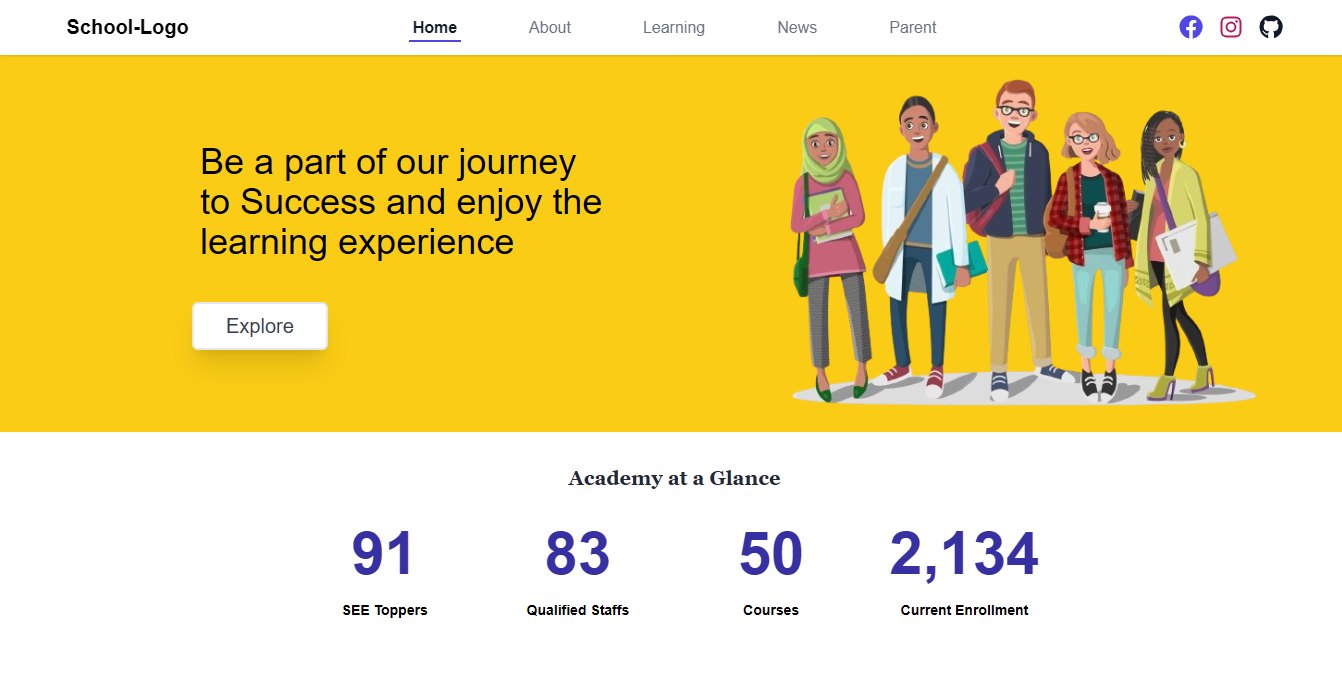 School-Logo
Home
About
Learning
News
Parent
Be a part of our journey
to Success and enjoy the
learning experience
Explore
Academy at a Glance
91
83
50
2,134
SEE Toppers
Qualified Staffs
Courses
Current Enrollment